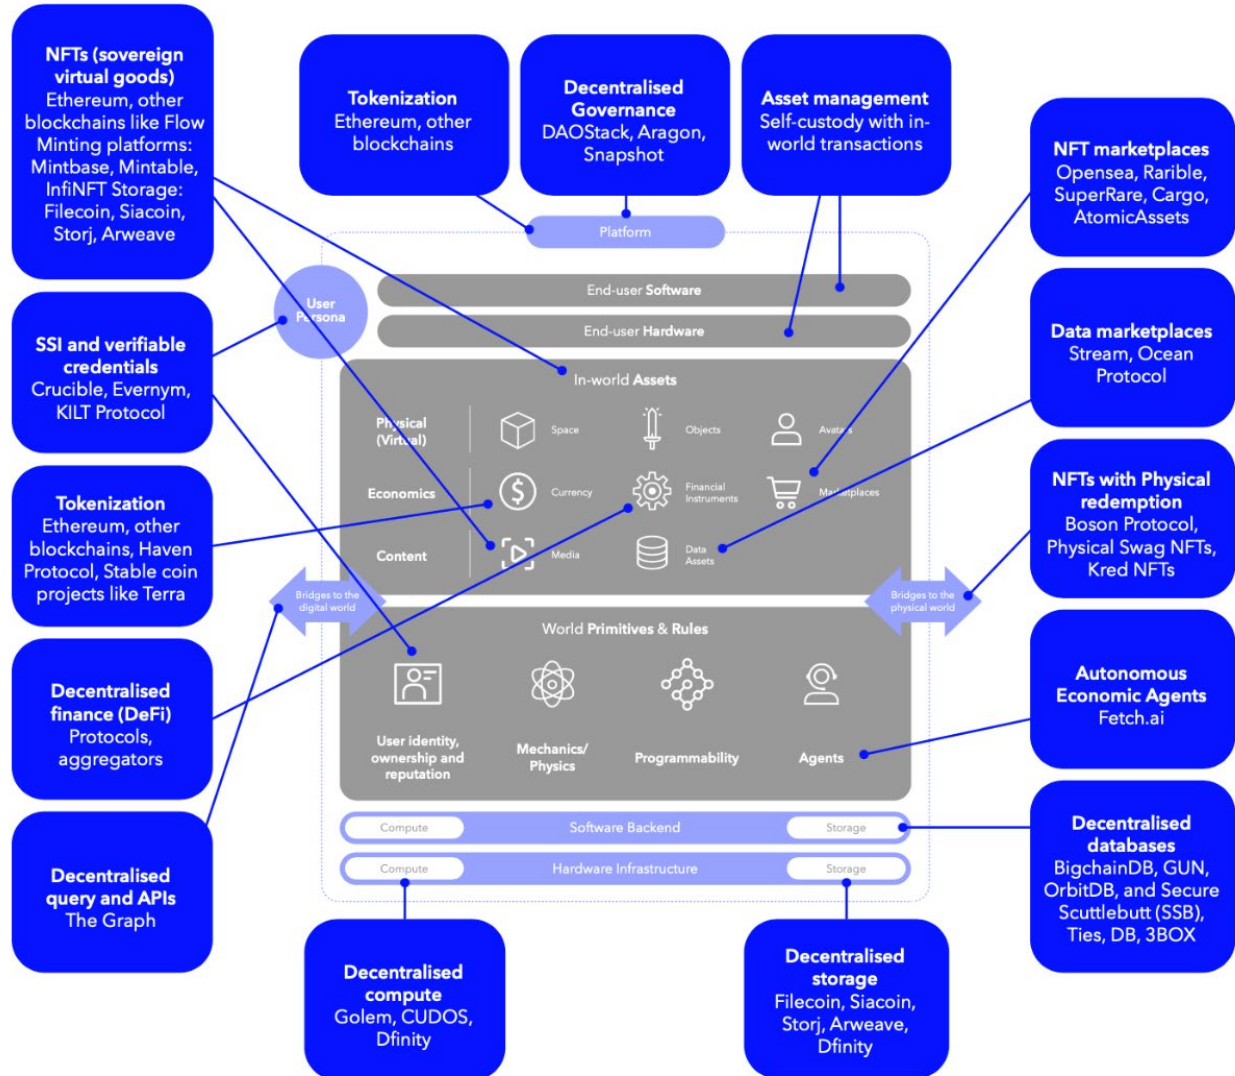 NFTs (sovereign
virtual goods)
Ethereum, other
blockchains like Flow
Minting platforms:
Mintbase, Mintable,
InfiNFT Storage:
Filecoin, Siacoin,
Storj, Arweave
Tokenization
Ethereum, other
blockchains
Decentralised
Governance
DAOStack, Aragon,
Snapshot
Asset management
Self-custody with in-
world transactions
NFT marketplaces
Opensea, Rarible,
SuperRare, Cargo,
AtomicAssets
Platform
User
Persona
End-user Software
End-user Hardware
SSI and verifiable
credentials
Crucible, Evernym,
KILT Protocol
Data marketplaces
Stream, Ocean
Protocol
In-world Assets
Physical
(Virtual)
Space
Objects
Avatars
Economics
Currency
Financial
Instruments
Marketplaces
Content
Media
Data
Assets
Tokenization
Ethereum, other
blockchains, Haven
Protocol, Stable coin
projects like Terra
NFTs with Physical
redemption
Boson Protocol,
Physical Swag NFTs,
Kred NFTs
Bridges to the
digital world
Bridges to the
physical world
World Primitives & Rules
User identity,
ownership and
reputation
Mechanics/
Physics
Programmability
Agents
Decentralised
finance (DeFi)
Protocols,
aggregators
Autonomous
Economic Agents
Fetch.ai
Compute
Software Backend
Storage
Compute
Hardware Infrastructure
Storage
Decentralised
query and APIs
The Graph
Decentralised
databases
BigchainDB, GUN,
OrbitDB, and Secure
Scuttlebutt (SSB),
Ties, DB, 3BOX
Decentralised
compute
Golem, CUDOS,
Dfinity
Decentralised
storage
Filecoin, Siacoin,
Storj, Arweave,
Dfinity